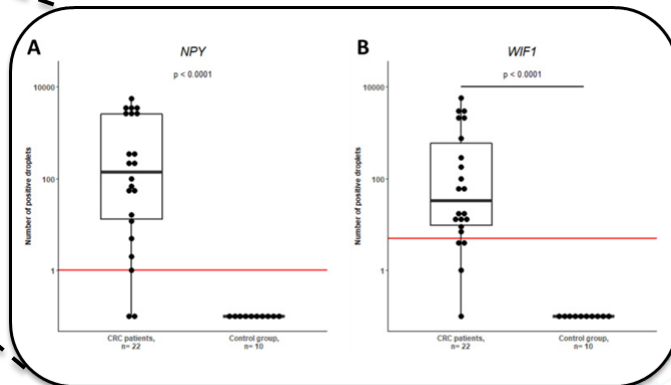 A
NPY
p < 0.0001
10000
100
1
Number of positive droplets
CRC patients,
n= 22
Control group,
n= 10
B
WIF1
p < 0.0001
10000
100
1
Number of positive droplets
CRC patients,
n= 22
Control group,
n= 10